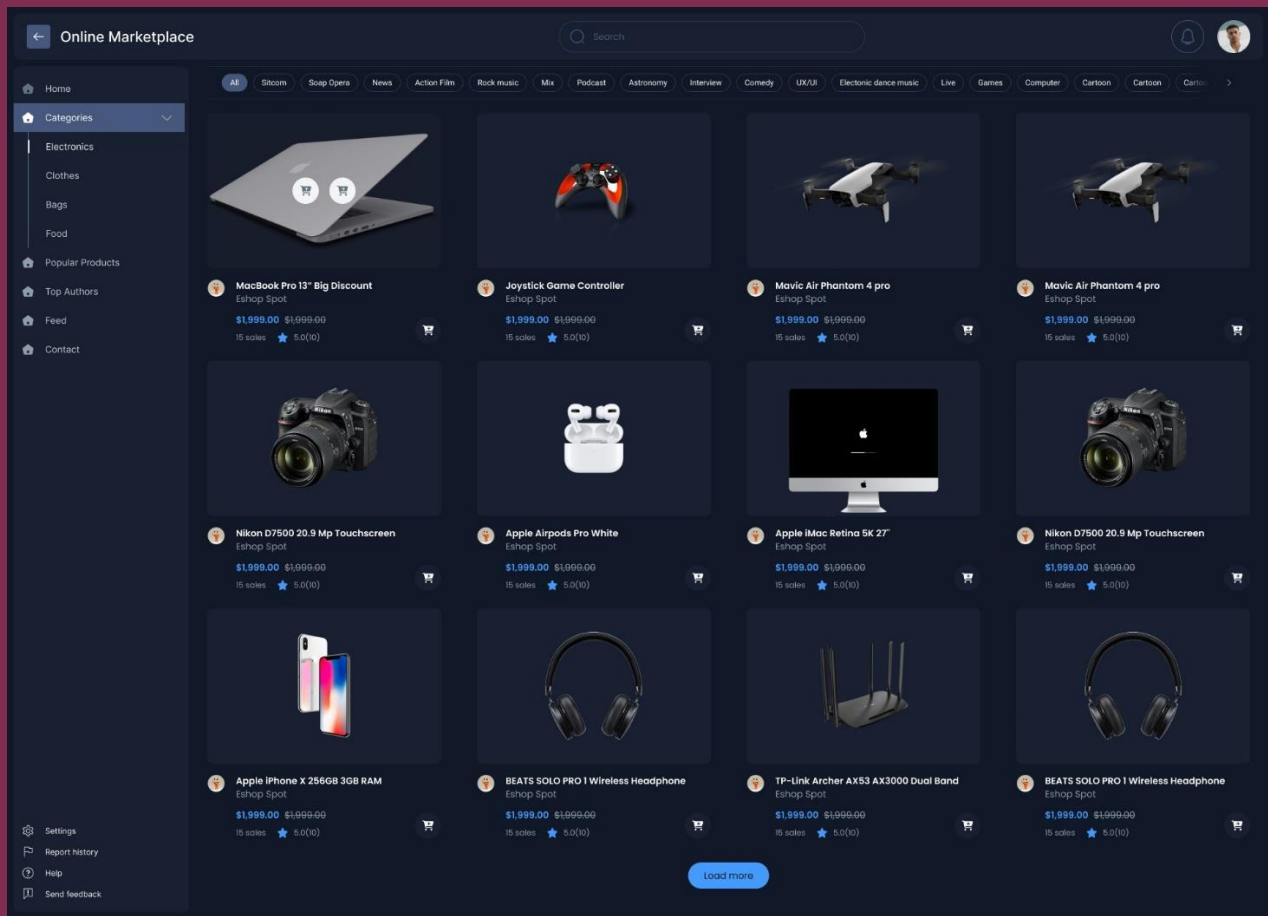 Online Marketplace
Search
Home
Categories
Electronics
Clothes
Bags
Food
Popular Products
Top Authors
Feed
Contact
Settings
Report history
Help
Send feedback
All Sitcom Soap Opera News Action Film Rock music Mix Podcast Astronomy Interview Comedy UX/UI Electonic dance music Live Games Computer Cartoon Cartoon
MacBook Pro 13" Big Discount
Eshop Spot
$1,999.00 $1,999.00
15 sales 5.0(10)
Joystick Game Controller
Eshop Spot
$1,999.00 $1,999.00
15 sales 5.0(10)
Mavic Air Phantom 4 pro
Eshop Spot
$1,999.00 $1,999.00
15 sales 5.0(10)
Mavic Air Phantom 4 pro
Eshop Spot
$1,999.00 $1,999.00
15 sales 5.0(10)
Nikon
Nikon D7500 20.9 Mp Touchscreen
Eshop Spot
$1,999.00 $1,999.00
15 sales 5.0(10)
Apple Airpods Pro White
Eshop Spot
$1,999.00 $1,999.00
15 sales 5.0(10)
Apple iMac Retina 5K 27"
Eshop Spot
$1,999.00 $1,999.00
15 sales 5.0(10)
Nikon
Nikon D7500 20.9 Mp Touchscreen
Eshop Spot
$1,999.00 $1,999.00
15 sales 5.0(10)
Apple iPhone X 256GB 3GB RAM
Eshop Spot
$1,999.00 $1,999.00
15 sales 5.0(10)
BEATS SOLO PRO 1 Wireless Headphone
Eshop Spot
$1,999.00 $1,999.00
15 sales 5.0(10)
TP-Link Archer AX53 AX3000 Dual Band
Eshop Spot
$1,999.00 $1,999.00
15 sales 5.0(10)
BEATS SOLO PRO 1 Wireless Headphone
Eshop Spot
$1,999.00 $1,999.00
15 sales 5.0(10)
Load more